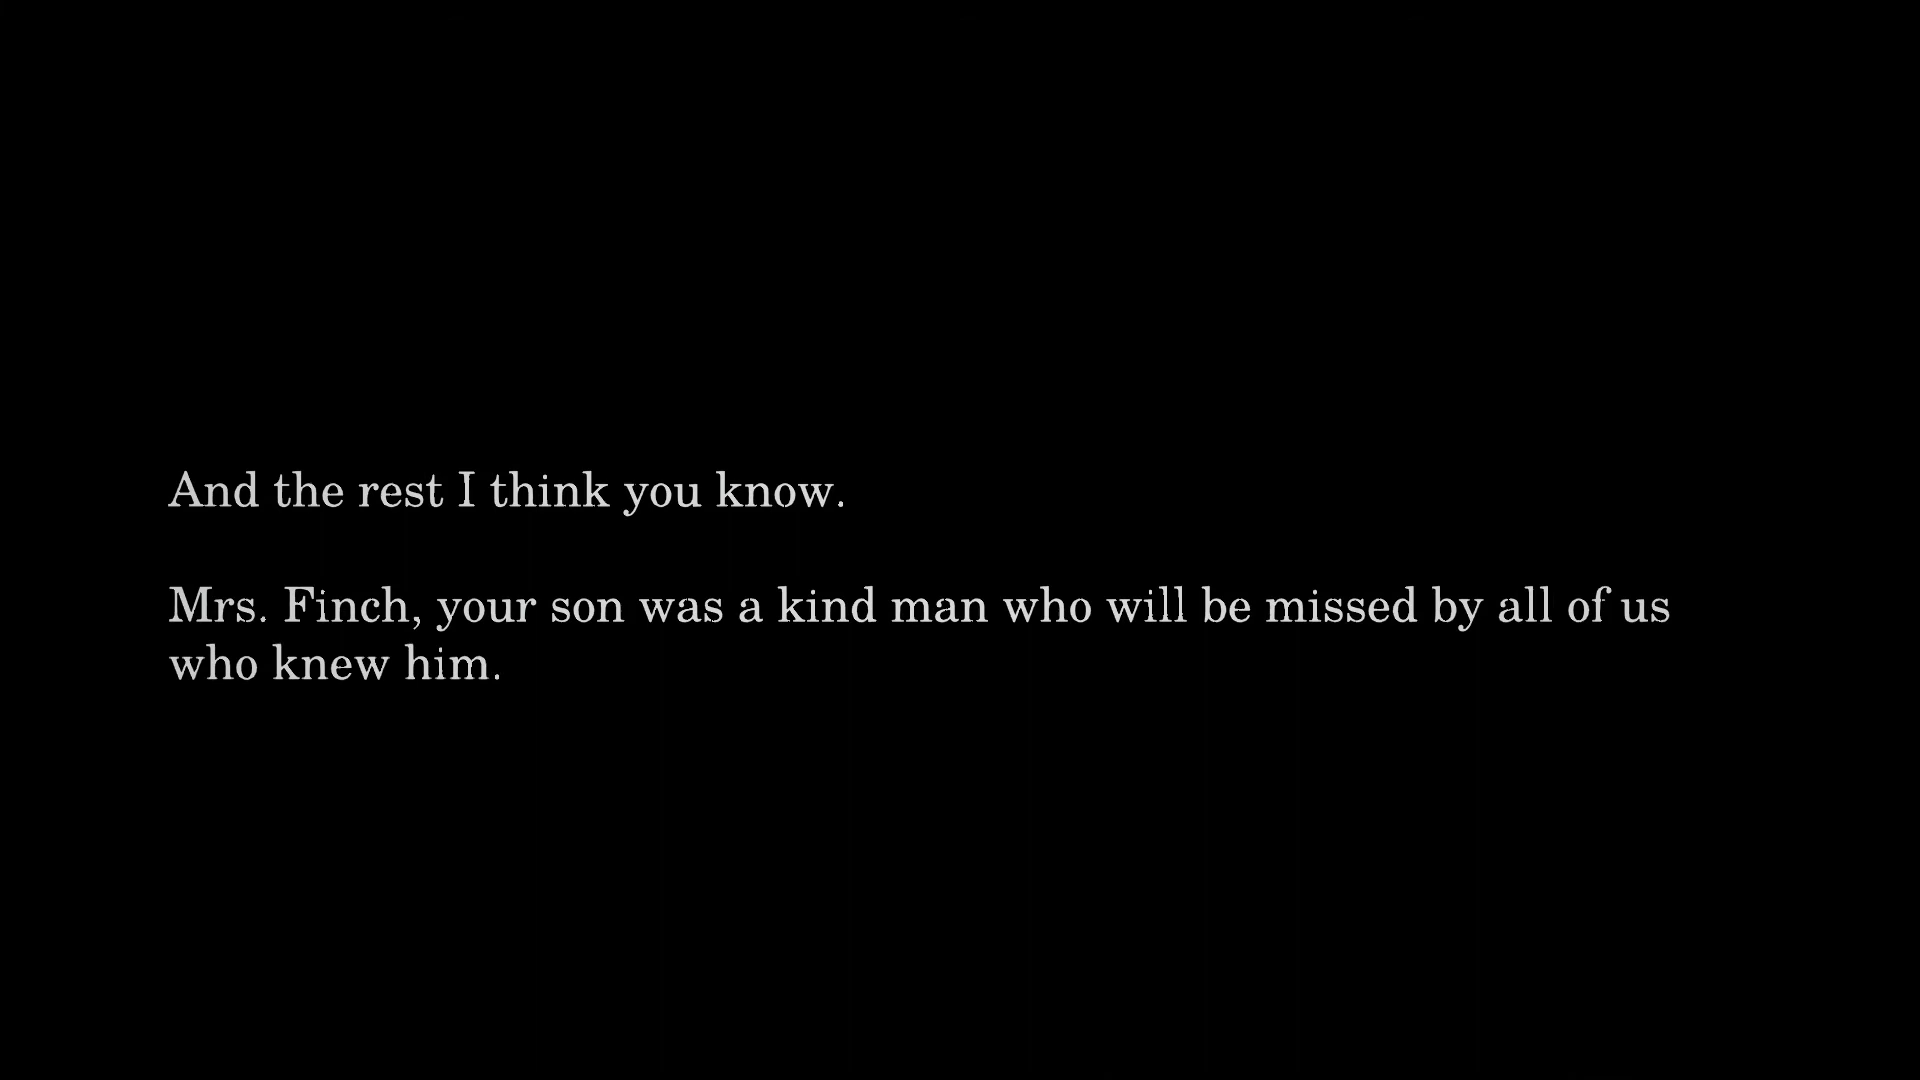 And the rest I think you know.
Mrs. Finch, your son was a kind man who will be missed by all of us
who knew him.